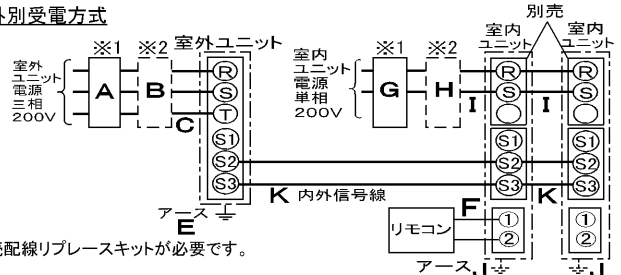 外別受電方式
別売
※1
※2
室外ユニット
※1
※2
室内
ユニット
室内
ユニット
室外
ユニット
電源
三相
200V
A
B
C
R
S
T
S1
S2
S3
室内
ユニット
電源
単相
200V
G
H
I
R
S
S1
S2
S3
I
R
S
S1
S2
S3
K 内外信号線
K
アース
E
リモコン
F
①
②
①
②
売配線リプレースキットが必要です。
アース
J
J